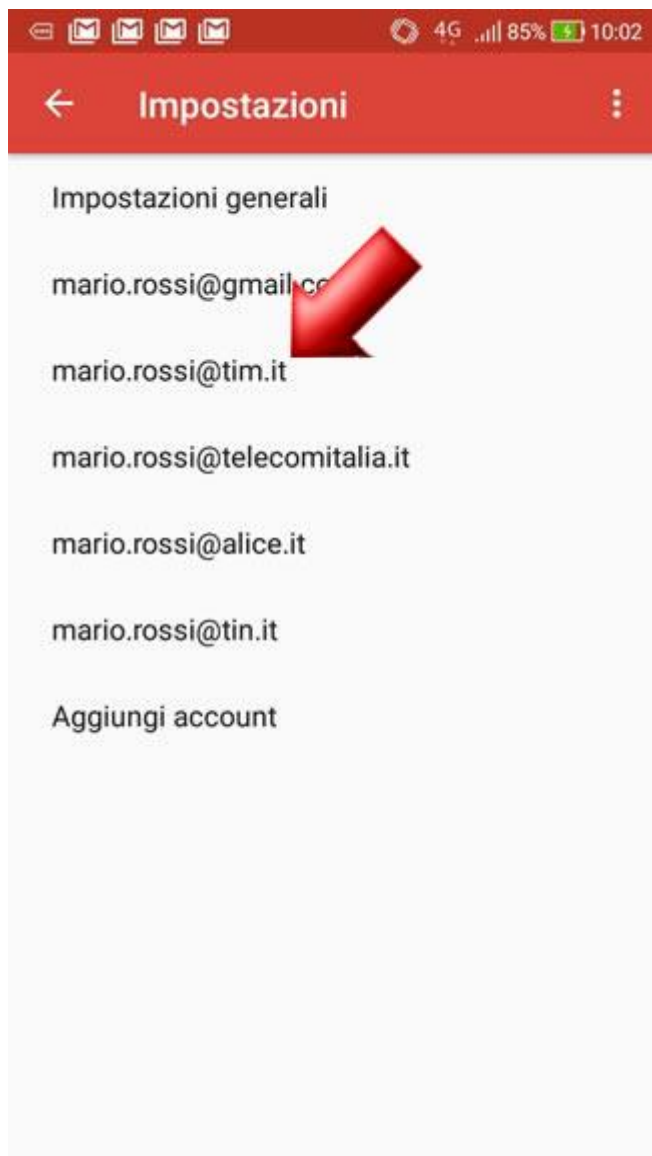 4G 85% 10:02
Impostazioni
Impostazioni generali
mario.rossi@gmail.co
mario.rossi@tim.it
mario.rossi@telecomitalia.it
mario.rossi@alice.it
mario.rossi@tin.it
Aggiungi account